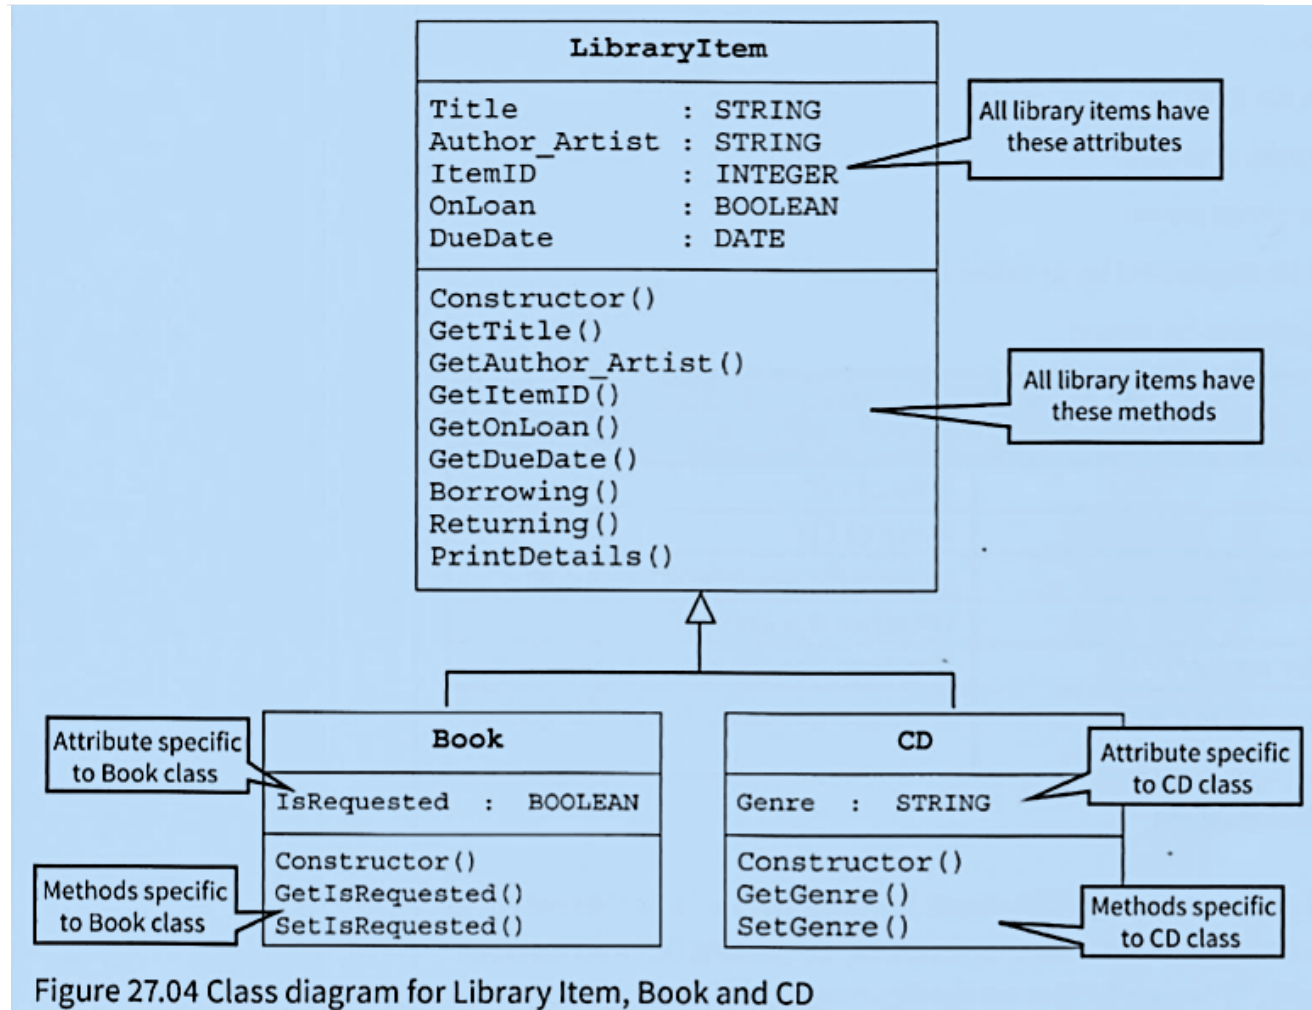 LibraryItem
Title : STRING
Author_Artist : STRING
ItemID : INTEGER
OnLoan : BOOLEAN
DueDate : DATE
All library items have
these attributes
Constructor()
GetTitle()
GetAuthor_Artist()
GetItemID()
GetOnLoan()
GetDueDate()
Borrowing()
Returning()
PrintDetails()
All library items have
these methods
Attribute specific
to Book class
Book
IsRequested : BOOLEAN
Constructor()
GetIsRequested()
SetIsRequested()
Methods specific
to Book class
CD
Genre : STRING
Constructor()
GetGenre()
SetGenre()
Attribute specific
to CD class
Methods specific
to CD class
Figure 27.04 Class diagram for Library Item, Book and CD